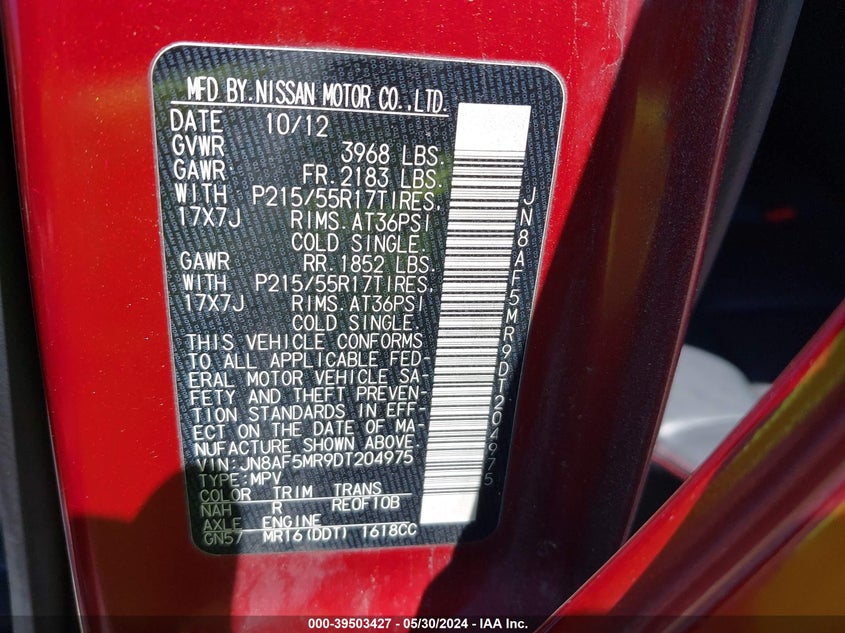 MFD BY.NISSAN MOTOR CO.,LTD.
DATE 10/12
GVWR 3968 LBS.
GAWR FR.2183 LBS.
WITH P215/55R17TIRES.
17X7J RIMS.AT36PSI
COLD SINGLE.
GAWR RR.1852 LBS.
WITH P215/55R17TIRES.
17X7J RIMS.AT36PSI
COLD SINGLE.
THIS VEHICLE CONFORMS
TO ALL APPLICABLE FED-
ERAL MOTOR VEHICLE SA-
FETY AND THEFT PREVEN-
TION STANDARDS IN EFF-
ECT ON THE DATE OF MA-
NUFACTURE SHOWN ABOVE.
VIN:JN8AF5MR9DT204975
TYPE:MPV
COLOR TRIM TRANS
NAH R RE0F10B
AXLE ENGINE
GN57 MR16(DDT) 1618CC
JN8AF5MR9DT204975
000-39503427 - 05/30/2024 - IAA Inc.